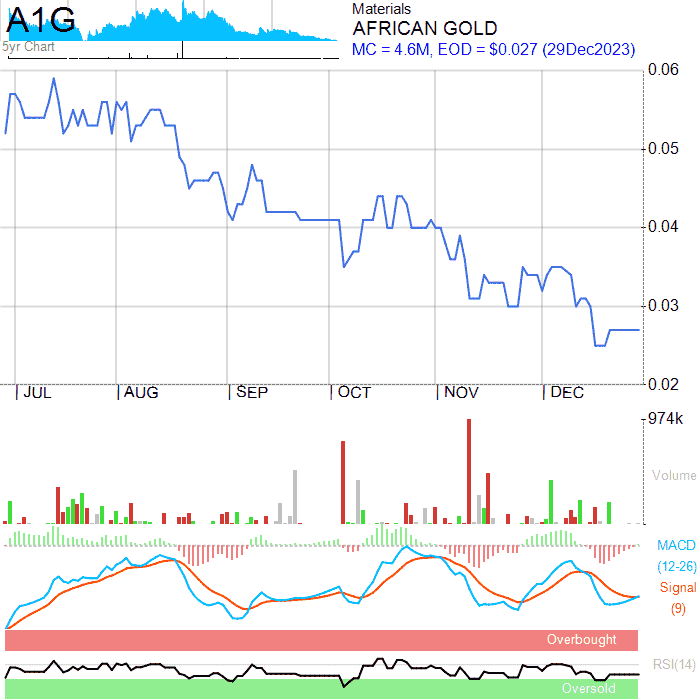 A1G
5yr Chart
Materials
AFRICAN GOLD
MC = 4.6M, EOD = $0.027 (29Dec2023)
0.06
0.05
0.04
0.03
0.02
JUL AUG SEP OCT NOV DEC
974k
Volume
MACD
(12-26)
Signal
(9)
Overbought
RSI(14)
Oversold